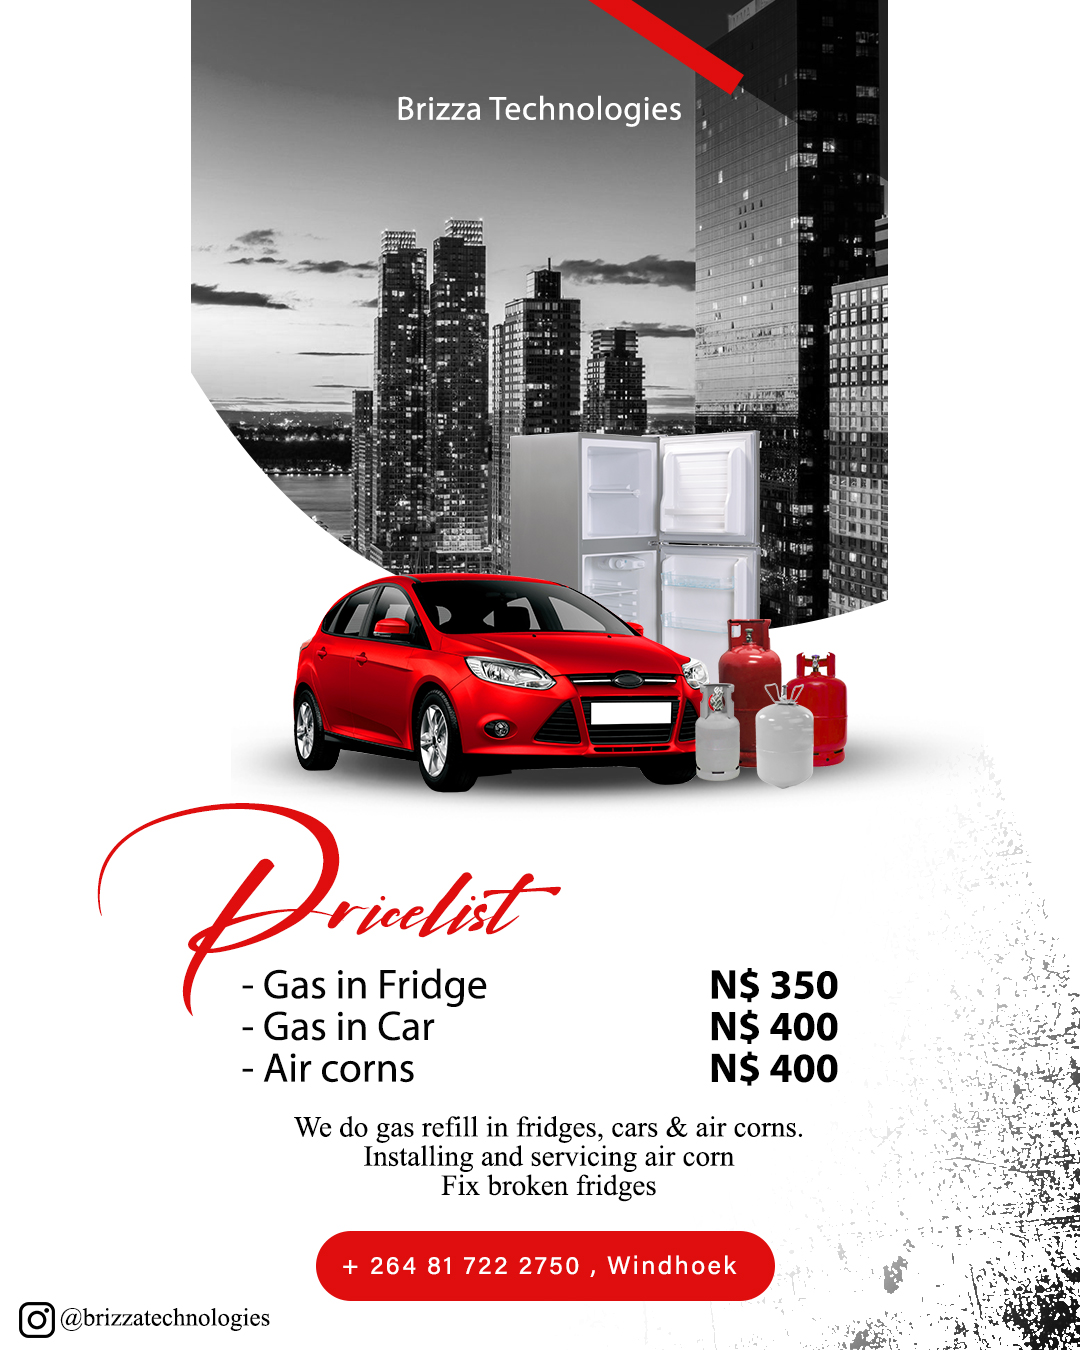 Brizza Technologies
Pricelist
- Gas in Fridge N$ 350
- Gas in Car N$ 400
- Air corns N$ 400
We do gas refill in fridges, cars & air corns.
Installing and servicing air corn
Fix broken fridges
+ 264 81 722 2750 , Windhoek
@brizzatechnologies